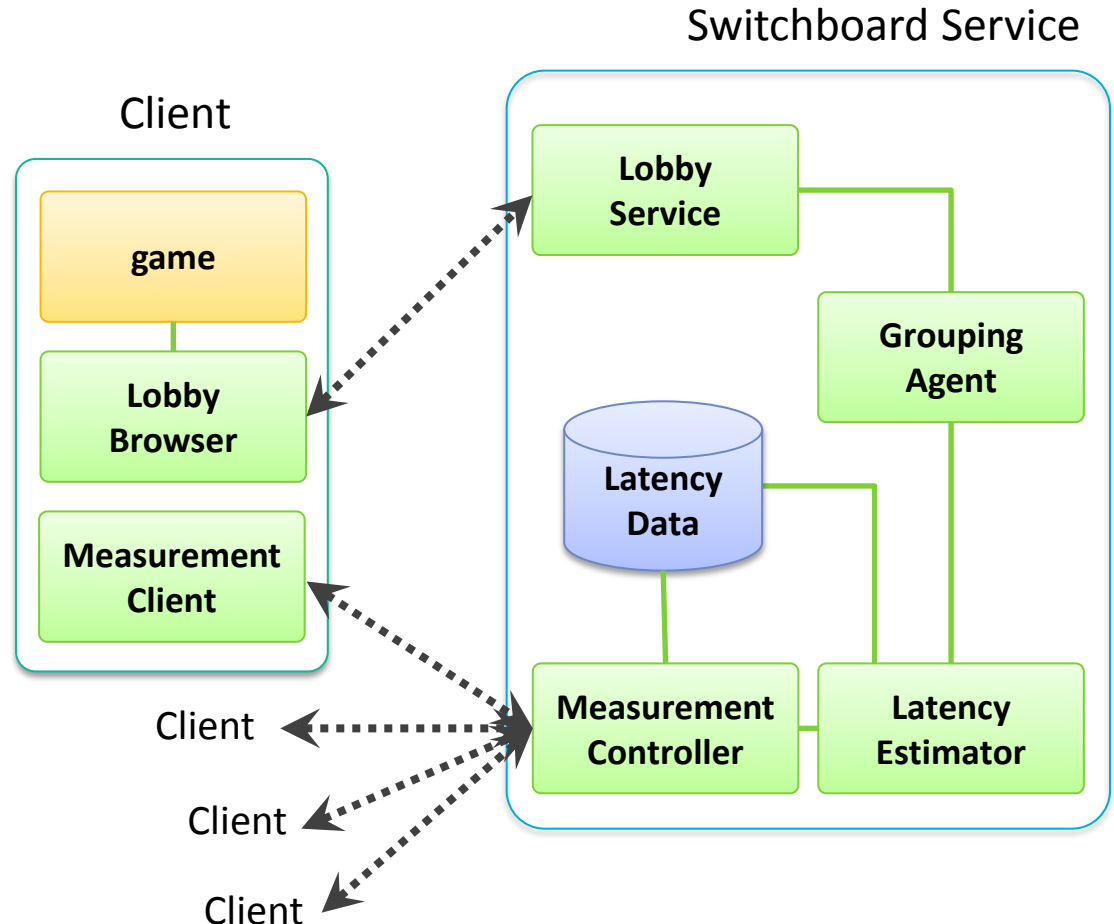 Switchboard Service
Client
game
Lobby
Browser
Measurement
Client
Lobby
Service
Grouping
Agent
Latency
Data
Measurement
Controller
Latency
Estimator
Client
Client
Client